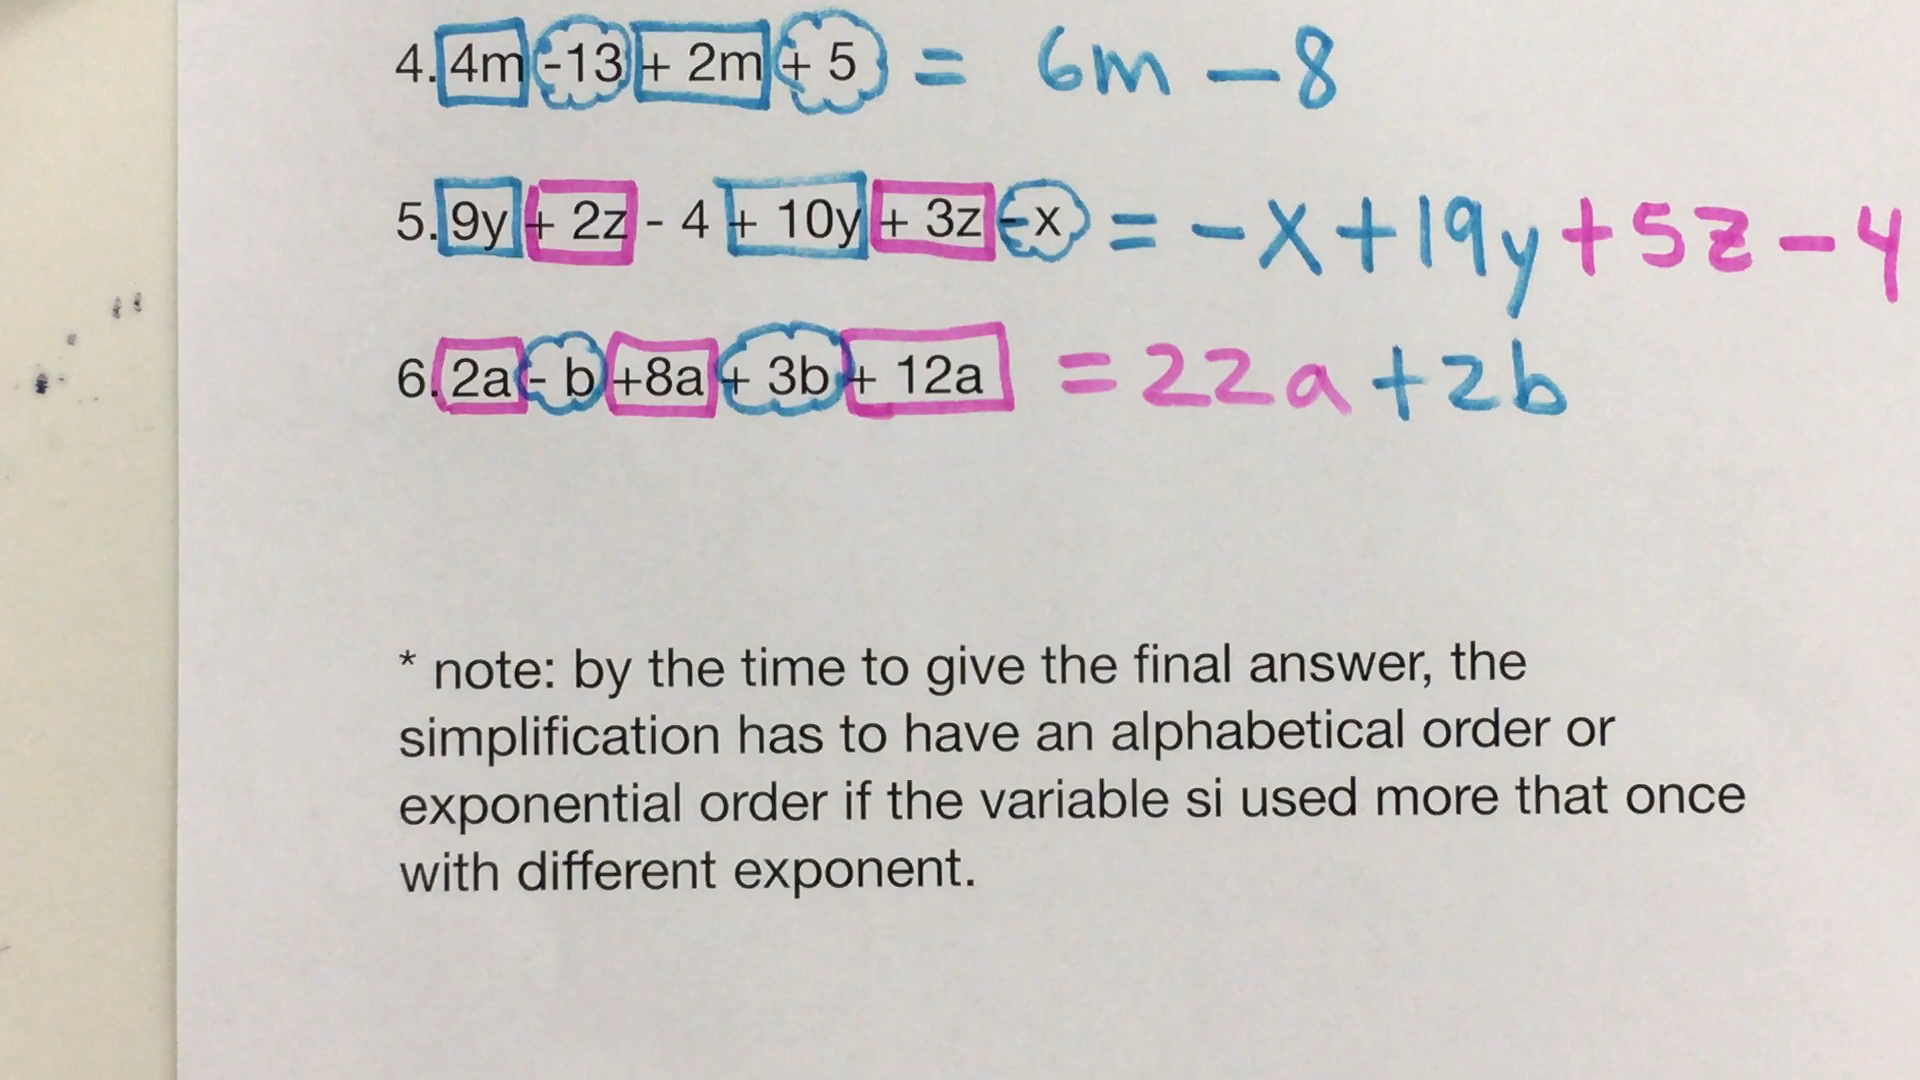 4. 4m -13 + 2m + 5 = 6m - 8
5. 9y + 2z - 4 + 10y + 3z - x = -x + 19y + 5z - 4
6. 2a - b +8a + 3b + 12a = 22a + 2b
* note: by the time to give the final answer, the
simplification has to have an alphabetical order or
exponential order if the variable si used more that once
with different exponent.